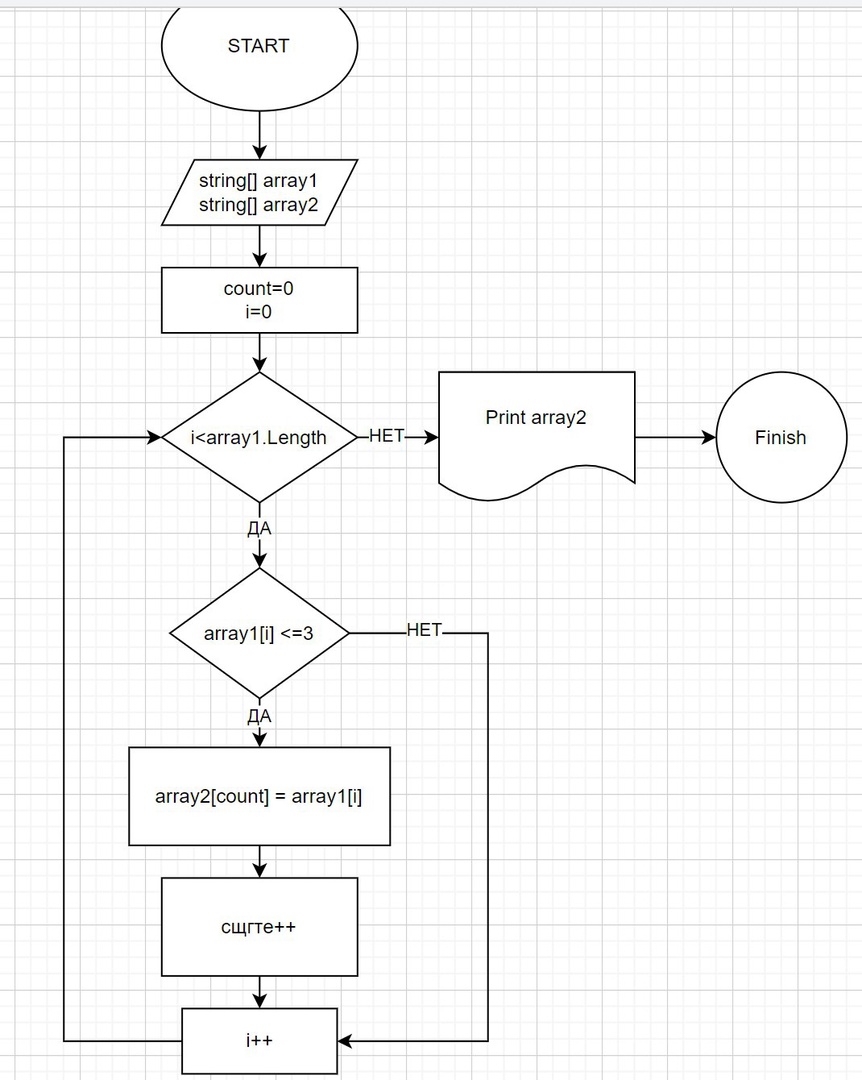 START
string[] array1
string[] array2
count=0
i=0
i<array1.Length
НЕТ
Print array2
Finish
ДА
array1[i] <=3
НЕТ
ДА
array2[count] = array1[i]
сщгте++
i++